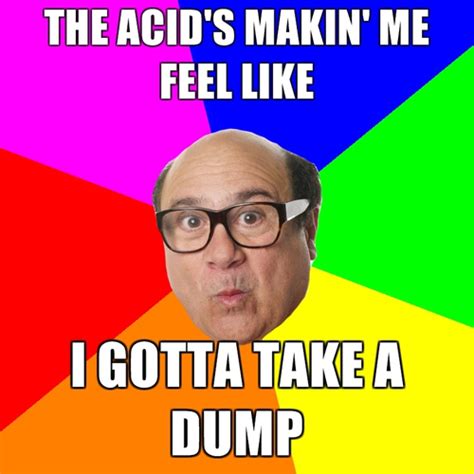 THE ACID'S MAKIN' ME
FEEL LIKE
I GOTTA TAKE A
DUMP